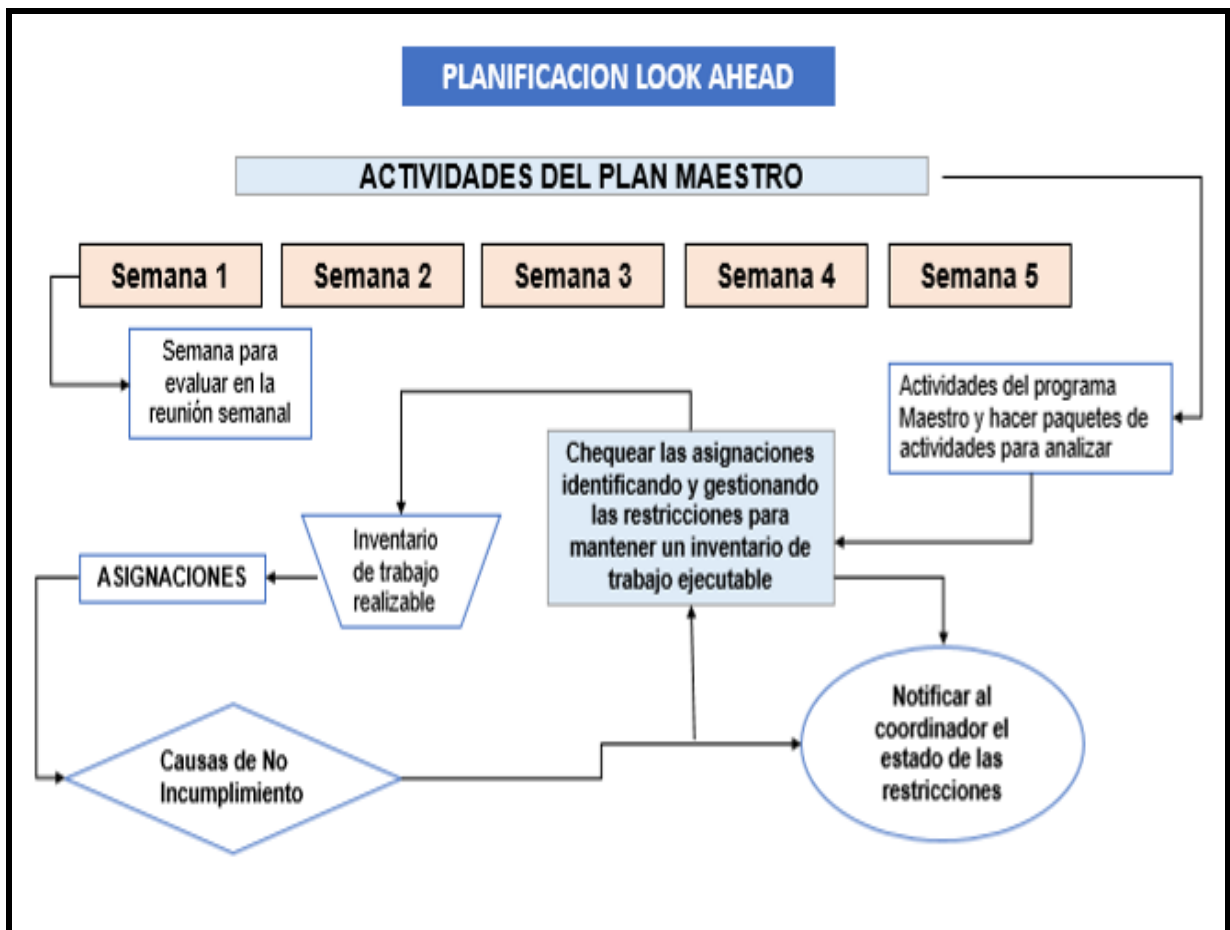 PLANIFICACION LOOK AHEAD
ACTIVIDADES DEL PLAN MAESTRO
Semana 1
Semana 2
Semana 3
Semana 4
Semana 5
Semana para
evaluar en la
reunión semanal
Actividades del programa
Maestro y hacer paquetes de
actividades para analizar
Chequear las asignaciones
identificando y gestionando
las restricciones para
mantener un inventario de
trabajo ejecutable
Inventario
de trabajo
realizable
ASIGNACIONES
Causas de No
Incumplimiento
Notificar al
coordinador el
estado de las
restricciones